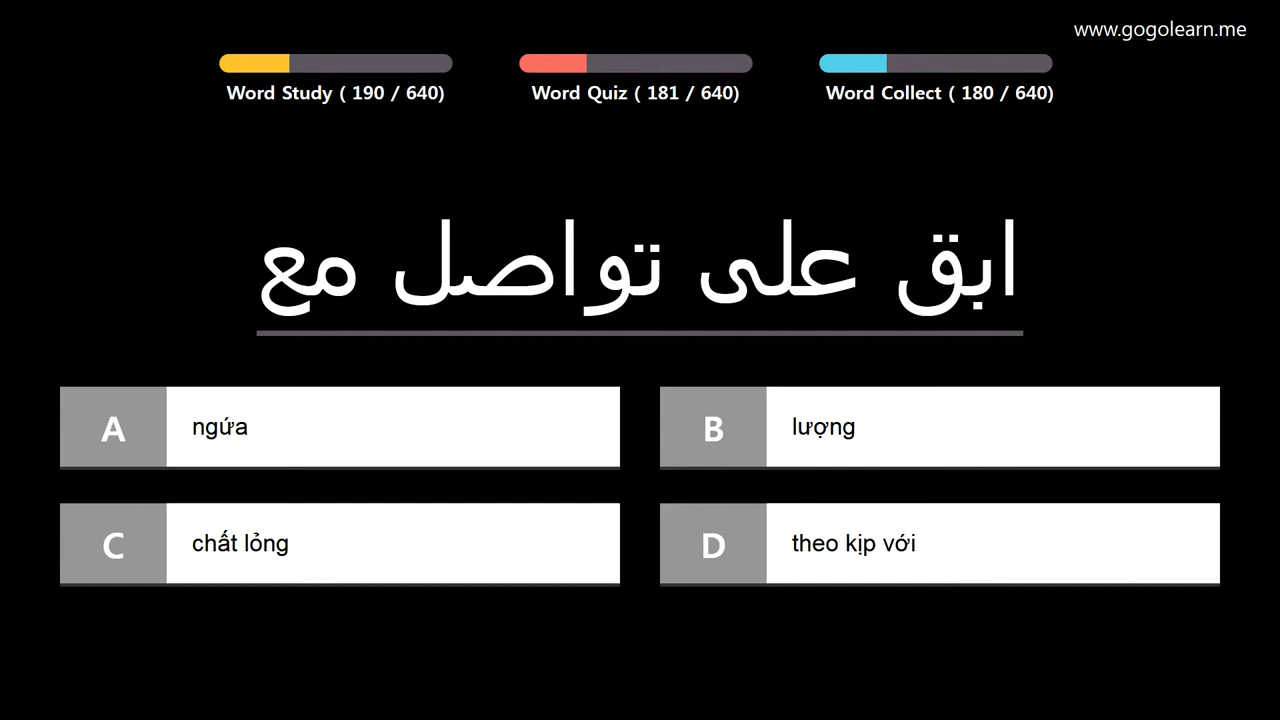 www.gogolearn.me
Word Study ( 190 / 640)
Word Quiz ( 181 / 640)
Word Collect ( 180 / 640)
ابق على تواصل مع
A ngứa
B lượng
C chất lỏng
D theo kịp với